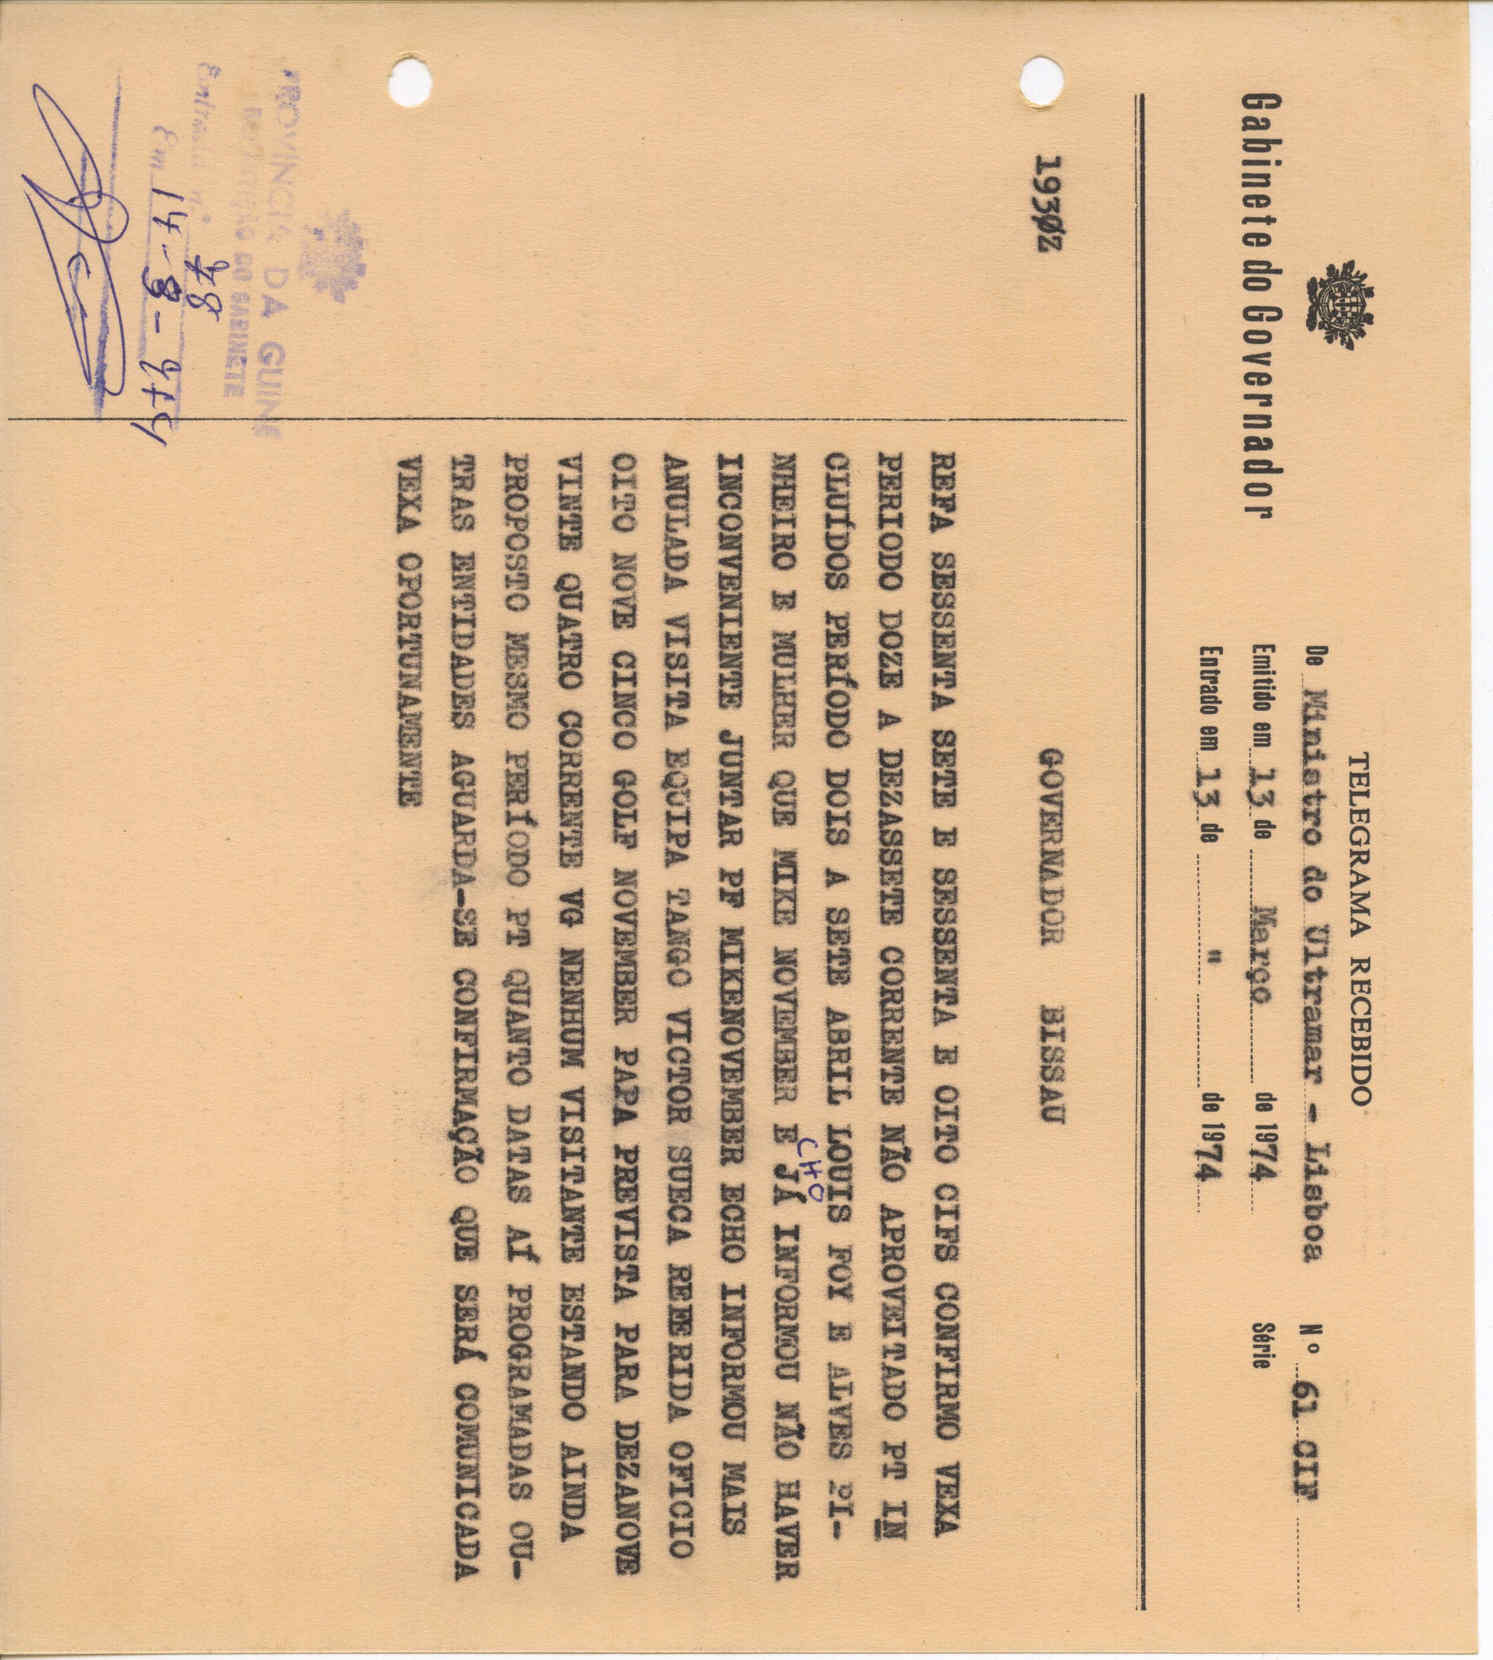 TELEGRAMA RECEBIDO
Gabinete do Governador
De Ministro do Ultramar - Lisboa Nº 61 CIF
Emitido em 13 de Março de 1974 Série
Entrado em 13 de " de 1974
193ØZ
GOVERNADOR BISSAU
REFA SESSENTA SETE E SESSENTA E OITO CIFS CONFIRMO VEXA
PERIODO DOZE A DEZASSETE CORRENTE NÃO APROVEITADO PT IN
CLUÍDOS PERÍODO DOIS A SETE ABRIL LOUIS FOY E ALVES PI-
CHO
NHEIRO E MULHER QUE MIKE NOVEMBER E JÁ INFORMOU NÃO HAVER
INCONVENIENTE JUNTAR PF MIKENOVEMBER ECHO INFORMOU MAIS
ANULADA VISITA EQUIPA TANGO VICTOR SUECA REFERIDA OFICIO
OITO NOVE CINCO GOLF NOVEMBER PAPA PREVISTA PARA DEZANOVE
VINTE QUATRO CORRENTE VG NENHUM VISITANTE ESTANDO AINDA
PROPOSTO MESMO PERÍODO PT QUANTO DATAS AÍ PROGRAMADAS OU-
TRAS ENTIDADES AGUARDA-SE CONFIRMAÇÃO QUE SERÁ COMUNICADA
VEXA OPORTUNAMENTE
PROVINCIA DA GUINÉ
REPARTIÇÃO DO GABINETE
Entrada n.º 78
Em 14-3-974